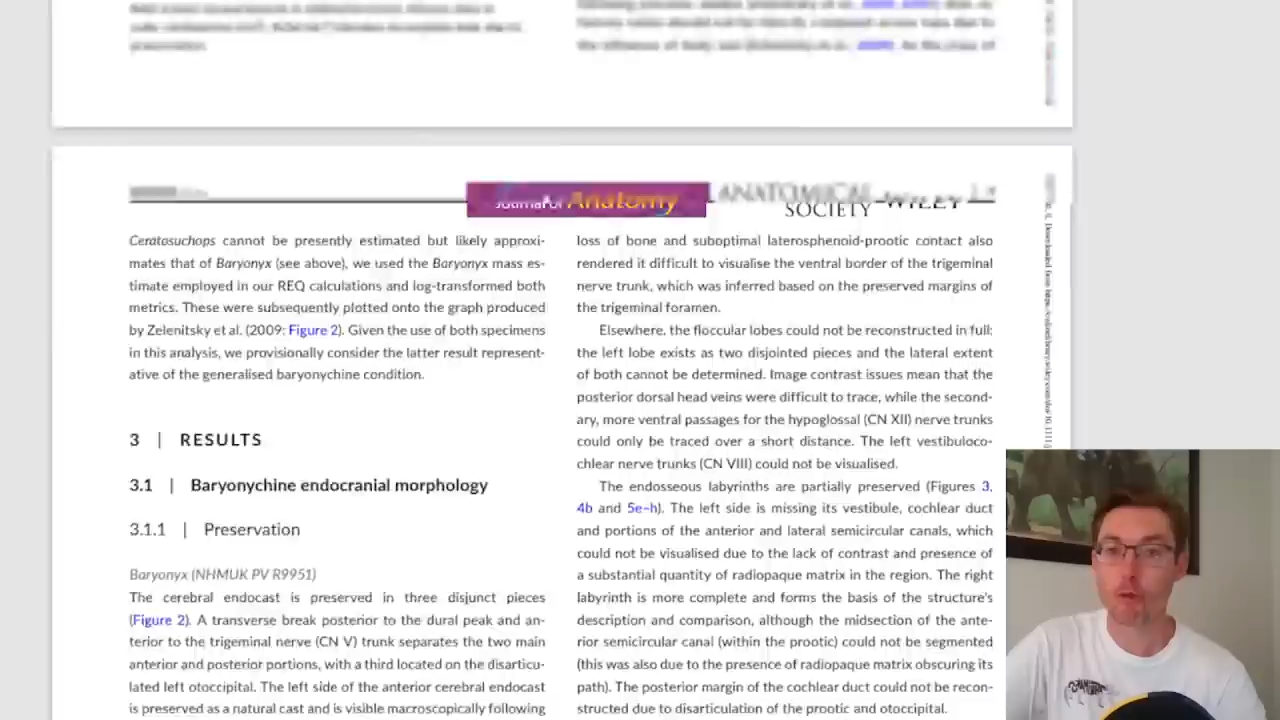 Journal of Anatomy
ANATOMICAL
SOCIETY WILEY
Ceratosuchops cannot be presently estimated but likely approxi-
mates that of Baryonyx (see above), we used the Baryonyx mass es-
timate employed in our REQ calculations and log-transformed both
metrics. These were subsequently plotted onto the graph produced
by Zelenitsky et al. (2009: Figure 2). Given the use of both specimens
in this analysis, we provisionally consider the latter result represent-
ative of the generalised baryonychine condition.
3 | RESULTS
3.1 | Baryonychine endocranial morphology
3.1.1 | Preservation
Baryonyx (NHMUK PV R9951)
The cerebral endocast is preserved in three disjunct pieces
(Figure 2). A transverse break posterior to the dural peak and an-
terior to the trigeminal nerve (CN V) trunk separates the two main
anterior and posterior portions, with a third located on the disarticu-
lated left otoccipital. The left side of the anterior cerebral endocast
is preserved as a natural cast and is visible macroscopically following
loss of bone and suboptimal laterosphenoid-prootic contact also
rendered it difficult to visualise the ventral border of the trigeminal
nerve trunk, which was inferred based on the preserved margins of
the trigeminal foramen.
Elsewhere, the floccular lobes could not be reconstructed in full:
the left lobe exists as two disjointed pieces and the lateral extent
of both cannot be determined. Image contrast issues mean that the
posterior dorsal head veins were difficult to trace, while the second-
ary, more ventral passages for the hypoglossal (CN XII) nerve trunks
could only be traced over a short distance. The left vestibuloco-
chlear nerve trunks (CN VIII) could not be visualised.
The endosseous labyrinths are partially preserved (Figures 3,
4b and 5e–h). The left side is missing its vestibule, cochlear duct
and portions of the anterior and lateral semicircular canals, which
could not be visualised due to the lack of contrast and presence of
a substantial quantity of radiopaque matrix in the region. The right
labyrinth is more complete and forms the basis of the structure's
description and comparison, although the midsection of the ante-
rior semicircular canal (within the prootic) could not be segmented
(this was also due to the presence of radiopaque matrix obscuring its
path). The posterior margin of the cochlear duct could not be recon-
structed due to disarticulation of the prootic and otoccipital.